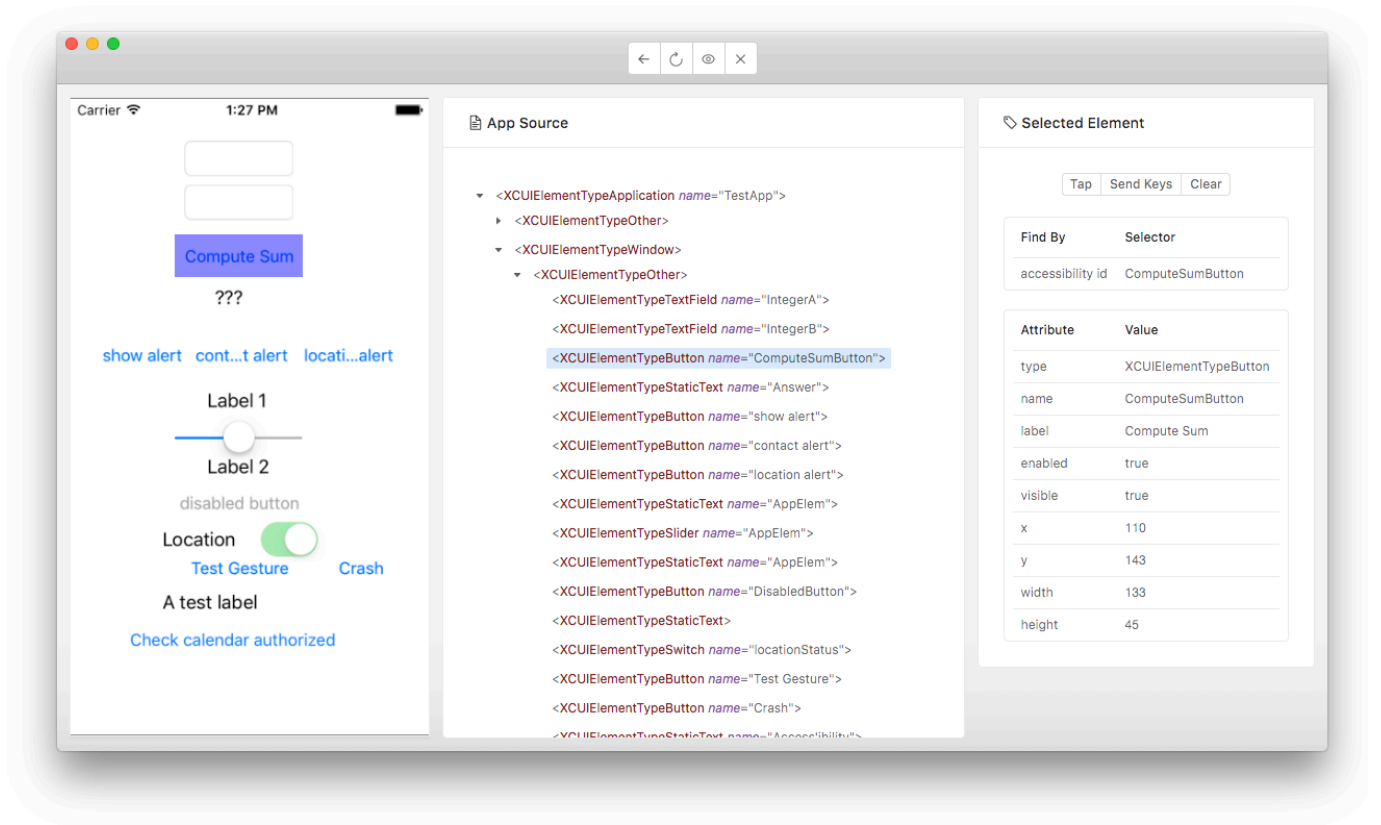 Carrier 1:27 PM
Compute Sum
???
show alert cont...t alert locati...alert
Label 1
Label 2
disabled button
Location
Test Gesture Crash
A test label
Check calendar authorized
App Source
<XCUIElementTypeApplication name="TestApp">
<XCUIElementTypeOther>
<XCUIElementTypeWindow>
<XCUIElementTypeOther>
<XCUIElementTypeTextField name="IntegerA">
<XCUIElementTypeTextField name="IntegerB">
<XCUIElementTypeButton name="ComputeSumButton">
<XCUIElementTypeStaticText name="Answer">
<XCUIElementTypeButton name="show alert">
<XCUIElementTypeButton name="contact alert">
<XCUIElementTypeButton name="location alert">
<XCUIElementTypeStaticText name="AppElem">
<XCUIElementTypeSlider name="AppElem">
<XCUIElementTypeStaticText name="AppElem">
<XCUIElementTypeButton name="DisabledButton">
<XCUIElementTypeStaticText>
<XCUIElementTypeSwitch name="locationStatus">
<XCUIElementTypeButton name="Test Gesture">
<XCUIElementTypeButton name="Crash">
<XCUIElementTypeStaticText name="Access'ibility">
Selected Element
Tap Send Keys Clear
Find By Selector
accessibility id ComputeSumButton
Attribute Value
type XCUIElementTypeButton
name ComputeSumButton
label Compute Sum
enabled true
visible true
x 110
y 143
width 133
height 45